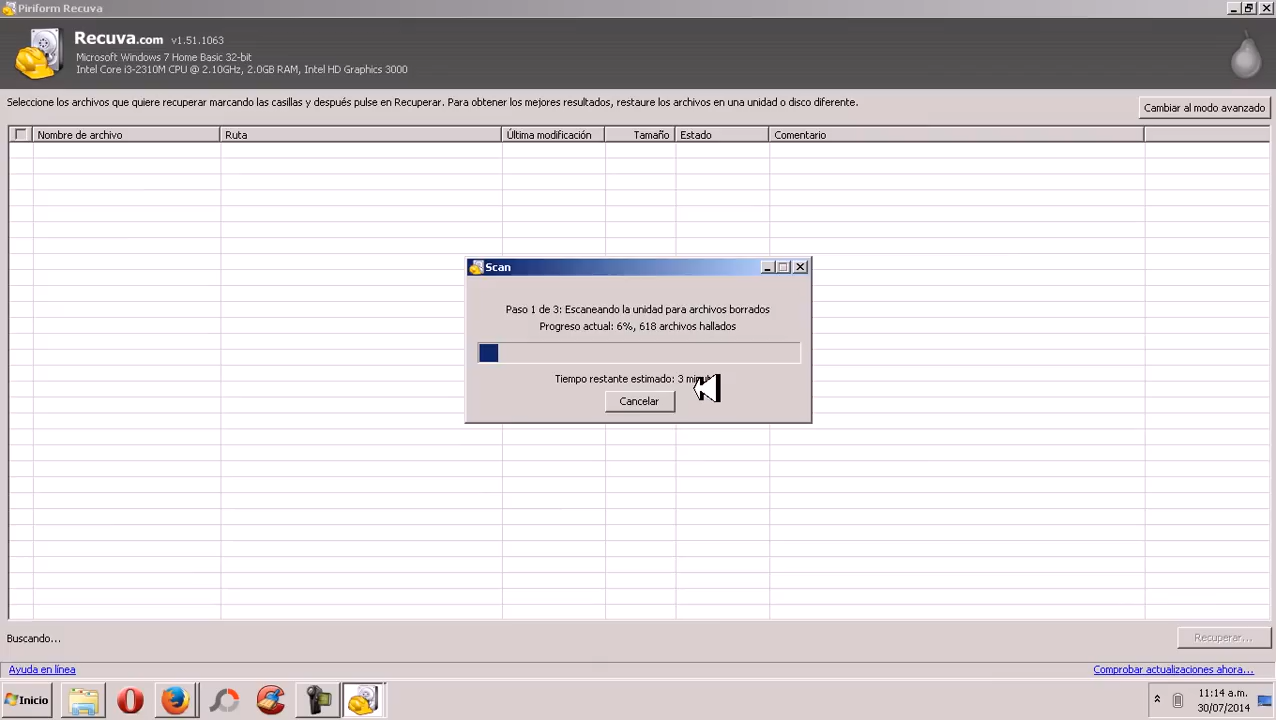 Piriform Recuva
Recuva.com v1.51.1063
Microsoft Windows 7 Home Basic 32-bit
Intel Core i3-2310M CPU @ 2.10GHz, 2.0GB RAM, Intel HD Graphics 3000
Seleccione los archivos que quiere recuperar marcando las casillas y después pulse en Recuperar. Para obtener los mejores resultados, restaure los archivos en una unidad o disco diferente.
Cambiar al modo avanzado
Nombre de archivo Ruta Última modificación Tamaño Estado Comentario
Scan
Paso 1 de 3: Escaneando la unidad para archivos borrados
Progreso actual: 6%, 618 archivos hallados
Tiempo restante estimado: 3
Cancelar
Buscando...
Recuperar...
Ayuda en línea
Comprobar actualizaciones ahora...
Inicio
11:14 a.m.
30/07/2014